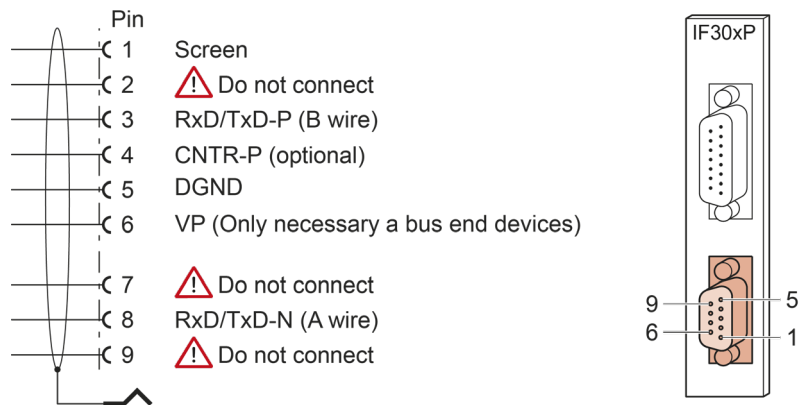 Pin
1 Screen
2 ! Do not connect
3 RxD/TxD-P (B wire)
4 CNTR-P (optional)
5 DGND
6 VP (Only necessary a bus end devices)
7 ! Do not connect
8 RxD/TxD-N (A wire)
9 ! Do not connect
IF30xP
9 5
6 1